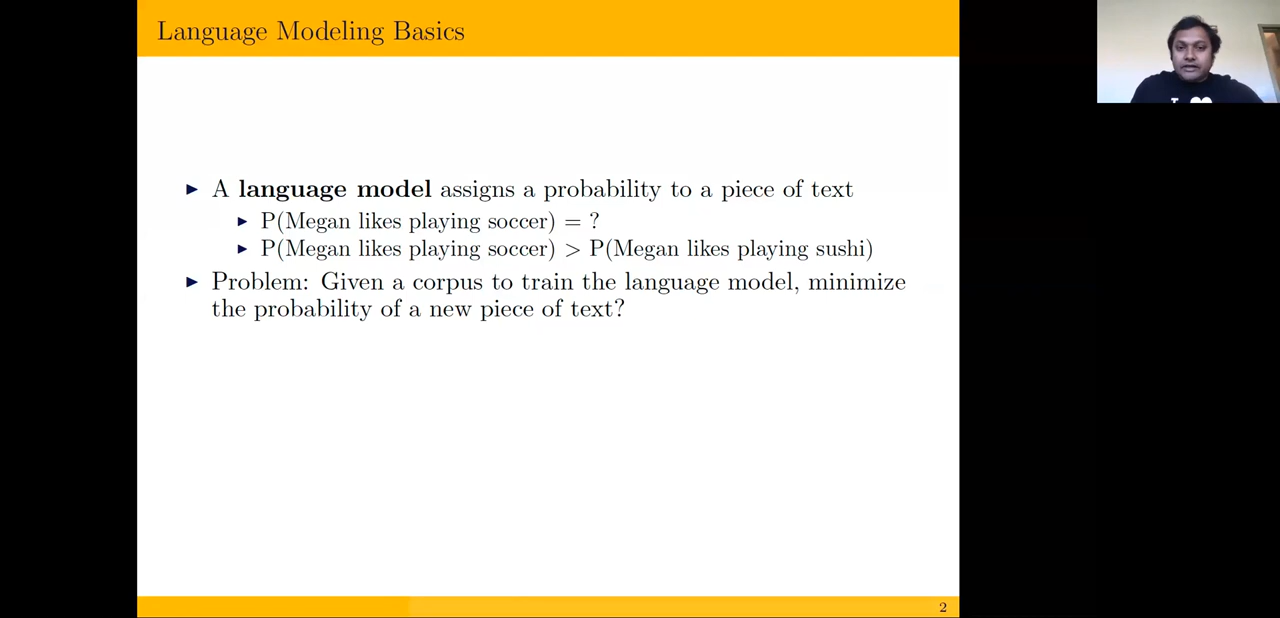 Language Modeling Basics
► A language model assigns a probability to a piece of text
► P(Megan likes playing soccer) = ?
► P(Megan likes playing soccer) > P(Megan likes playing sushi)
► Problem: Given a corpus to train the language model, minimize
the probability of a new piece of text?
2
I